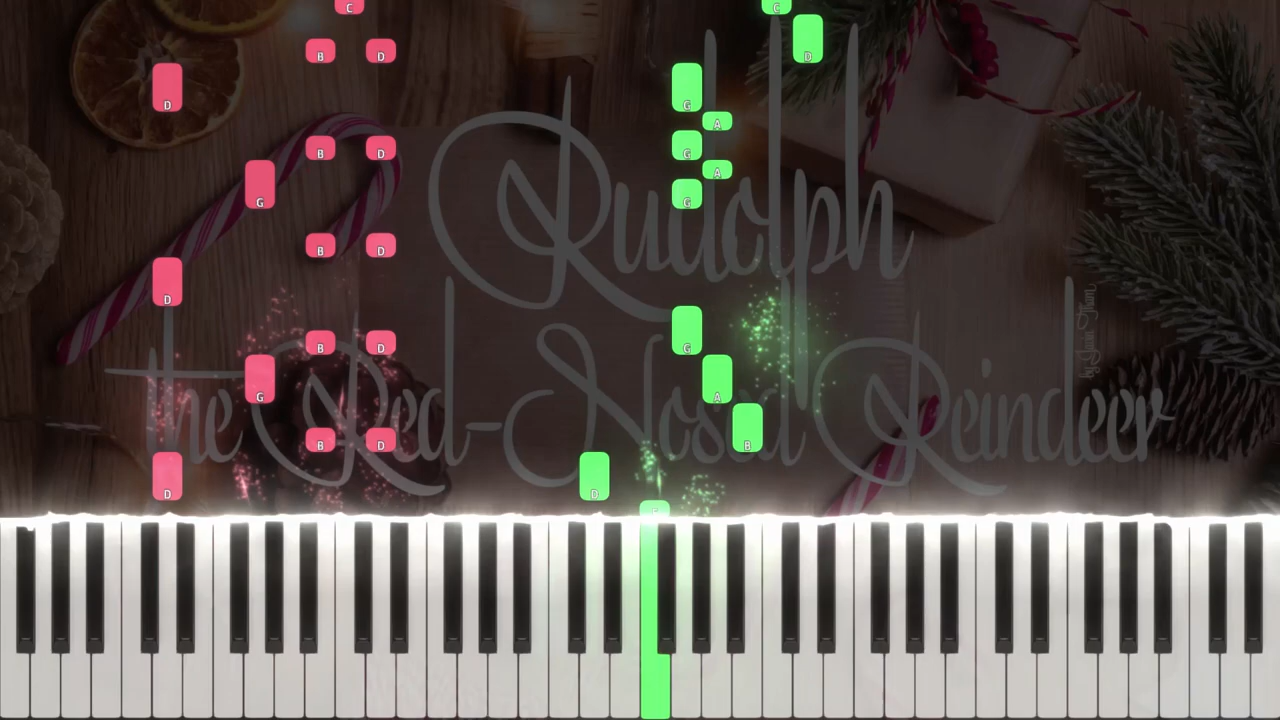 C C
B D D
D G
A
B D G
A
G G
Rudolph
B D
D
B D G
G A
the Red-Nosed Reindeer
B D B
D D